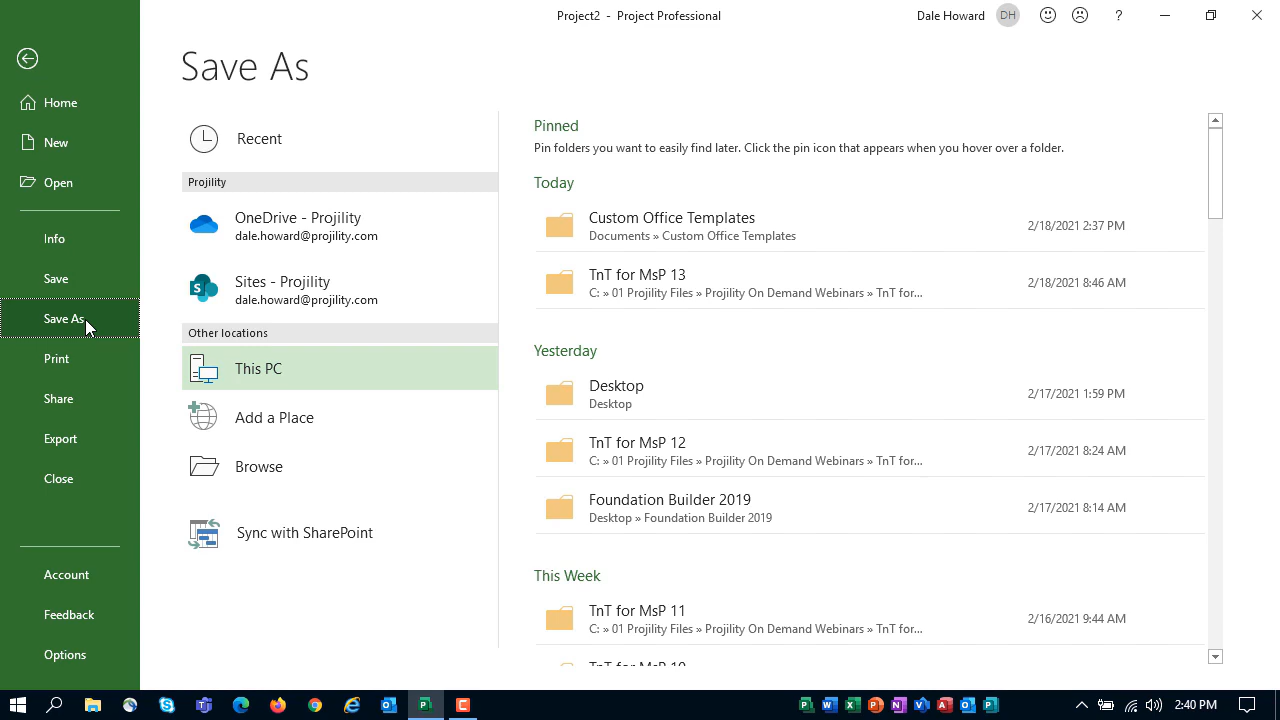 Project2 - Project Professional
Dale Howard
DH
?
Save As
Home
New
Open
Info
Save
Save As
Print
Share
Export
Close
Account
Feedback
Options
Recent
Projility
OneDrive - Projility
dale.howard@projility.com
Sites - Projility
dale.howard@projility.com
Other locations
This PC
Add a Place
Browse
Sync with SharePoint
Pinned
Pin folders you want to easily find later. Click the pin icon that appears when you hover over a folder.
Today
Custom Office Templates
Documents » Custom Office Templates
2/18/2021 2:37 PM
TnT for MsP 13
C: » 01 Projility Files » Projility On Demand Webinars » TnT for...
2/18/2021 8:46 AM
Yesterday
Desktop
Desktop
2/17/2021 1:59 PM
TnT for MsP 12
C: » 01 Projility Files » Projility On Demand Webinars » TnT for...
2/17/2021 8:24 AM
Foundation Builder 2019
Desktop » Foundation Builder 2019
2/17/2021 8:14 AM
This Week
TnT for MsP 11
C: » 01 Projility Files » Projility On Demand Webinars » TnT for...
2/16/2021 9:44 AM
TnT for MsP 10
2:40 PM